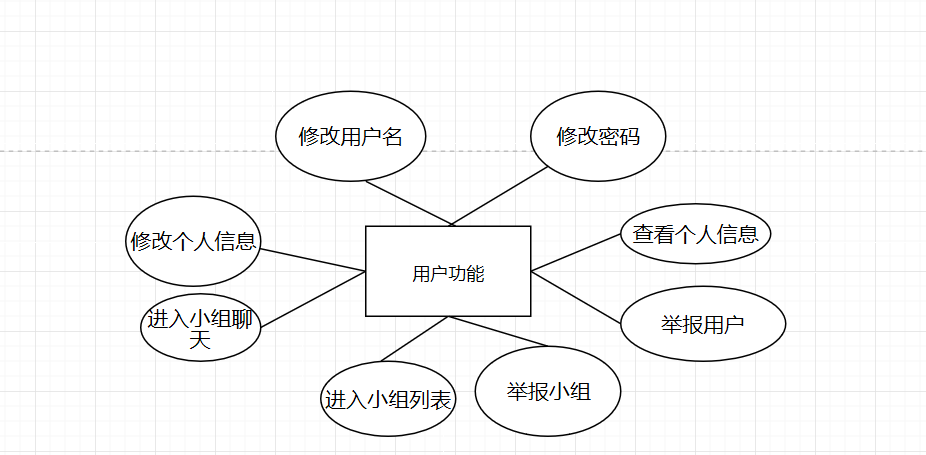 修改用户名
修改密码
修改个人信息
查看个人信息
用户功能
进入小组聊
天
举报用户
进入小组列表
举报小组